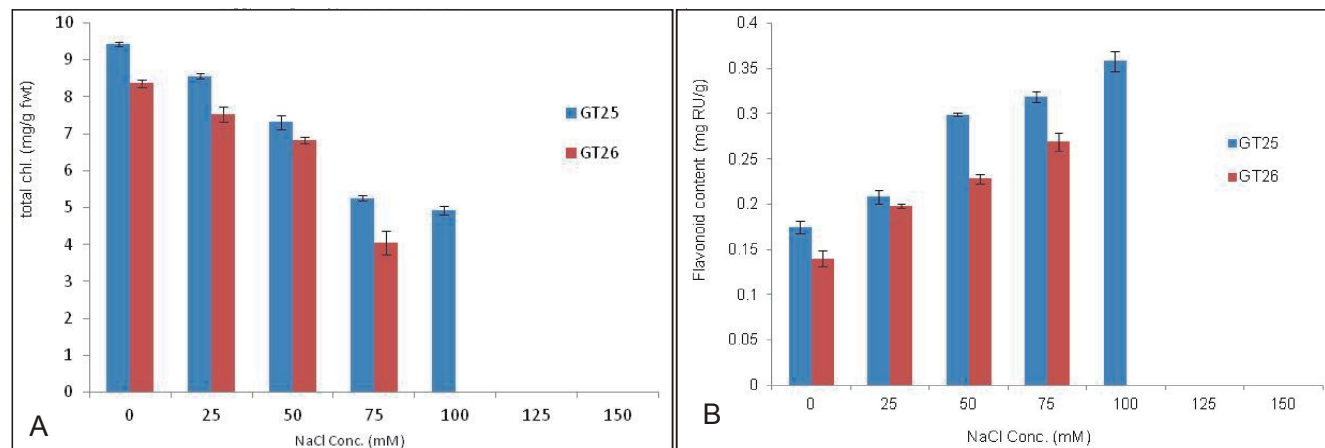 total chl. (mg/g fwt)
10
9
8
7
6
5
4
3
2
1
0
0 25 50 75 100 125 150
NaCl Conc. (mM)
GT25
GT26
A
Flavonoid content (mg RU/g)
0.4
0.35
0.3
0.25
0.2
0.15
0.1
0.05
0
0 25 50 75 100 125 150
NaCl Conc. (mM)
GT25
GT26
B